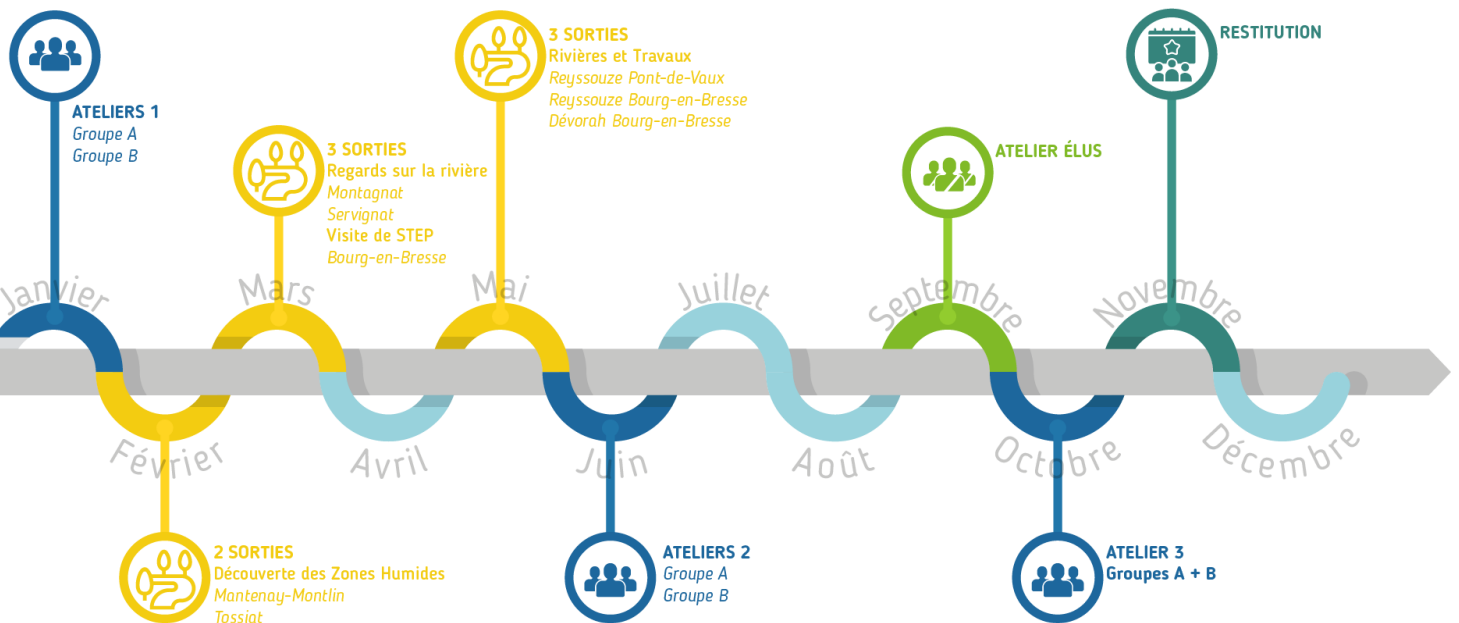 ATELIERS 1
Groupe A
Groupe B
3 SORTIES
Regards sur la rivière
Montagnat
Servignat
Visite de STEP
Bourg-en-Bresse
3 SORTIES
Rivières et Travaux
Reyssouze Pont-de-Vaux
Reyssouze Bourg-en-Bresse
Dévorah Bourg-en-Bresse
ATELIER ÉLUS
RESTITUTION
Janvier
Mars
Mai
Juillet
Septembre
Novembre
Février
Avril
Juin
Août
Octobre
Décembre
2 SORTIES
Découverte des Zones Humides
Mantenay-Montlin
Tossiat
ATELIERS 2
Groupe A
Groupe B
ATELIER 3
Groupes A + B